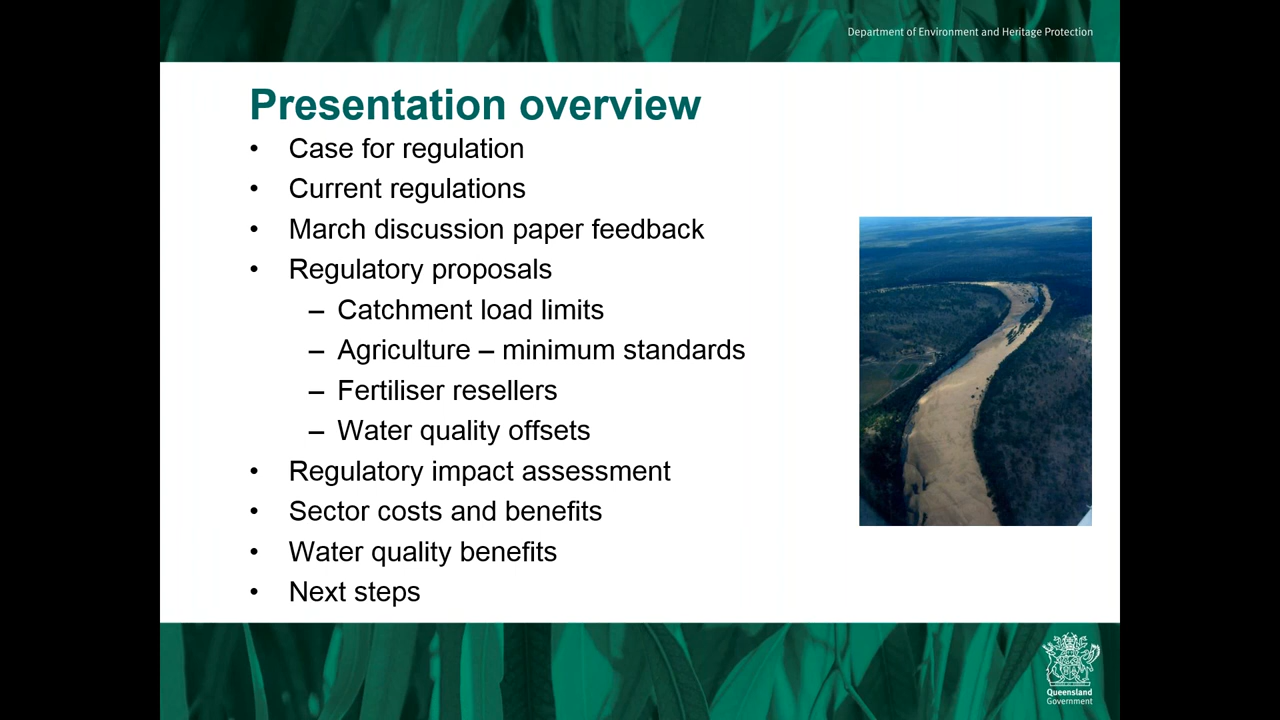 Department of Environment and Heritage Protection
Presentation overview
• Case for regulation
• Current regulations
• March discussion paper feedback
• Regulatory proposals
– Catchment load limits
– Agriculture – minimum standards
– Fertiliser resellers
– Water quality offsets
• Regulatory impact assessment
• Sector costs and benefits
• Water quality benefits
• Next steps
Queensland
Government